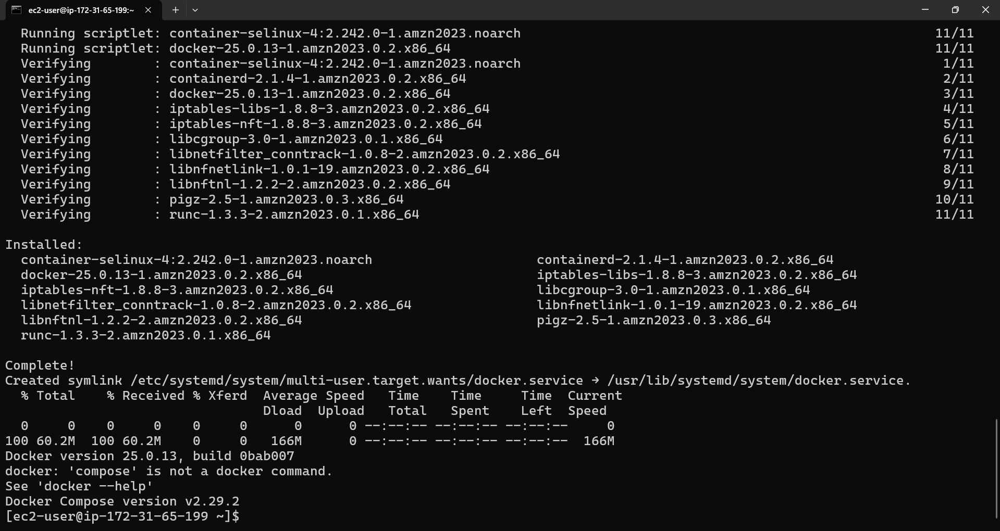 ec2-user@ip-172-31-65-199:~
Running scriptlet: container-selinux-4:2.242.0-1.amzn2023.noarch 11/11
Running scriptlet: docker-25.0.13-1.amzn2023.0.2.x86_64 11/11
Verifying : container-selinux-4:2.242.0-1.amzn2023.noarch 1/11
Verifying : containerd-2.1.4-1.amzn2023.0.2.x86_64 2/11
Verifying : docker-25.0.13-1.amzn2023.0.2.x86_64 3/11
Verifying : iptables-libs-1.8.8-3.amzn2023.0.2.x86_64 4/11
Verifying : iptables-nft-1.8.8-3.amzn2023.0.2.x86_64 5/11
Verifying : libcgroup-3.0-1.amzn2023.0.1.x86_64 6/11
Verifying : libnetfilter_conntrack-1.0.8-2.amzn2023.0.2.x86_64 7/11
Verifying : libnfnetlink-1.0.1-19.amzn2023.0.2.x86_64 8/11
Verifying : libnftnl-1.2.2-2.amzn2023.0.2.x86_64 9/11
Verifying : pigz-2.5-1.amzn2023.0.3.x86_64 10/11
Verifying : runc-1.3.3-2.amzn2023.0.1.x86_64 11/11
Installed:
container-selinux-4:2.242.0-1.amzn2023.noarch containerd-2.1.4-1.amzn2023.0.2.x86_64
docker-25.0.13-1.amzn2023.0.2.x86_64 iptables-libs-1.8.8-3.amzn2023.0.2.x86_64
iptables-nft-1.8.8-3.amzn2023.0.2.x86_64 libcgroup-3.0-1.amzn2023.0.1.x86_64
libnetfilter_conntrack-1.0.8-2.amzn2023.0.2.x86_64 libnfnetlink-1.0.1-19.amzn2023.0.2.x86_64
libnftnl-1.2.2-2.amzn2023.0.2.x86_64 pigz-2.5-1.amzn2023.0.3.x86_64
runc-1.3.3-2.amzn2023.0.1.x86_64
Complete!
Created symlink /etc/systemd/system/multi-user.target.wants/docker.service → /usr/lib/systemd/system/docker.service.
% Total % Received % Xferd Average Speed Time Time Time Current
Dload Upload Total Spent Left Speed
0 0 0 0 0 0 0 0 --:--:-- --:--:-- --:--:-- 0
100 60.2M 100 60.2M 0 0 166M 0 --:--:-- --:--:-- --:--:-- 166M
Docker version 25.0.13, build 0bab007
docker: 'compose' is not a docker command.
See 'docker --help'
Docker Compose version v2.29.2
[ec2-user@ip-172-31-65-199 ~]$